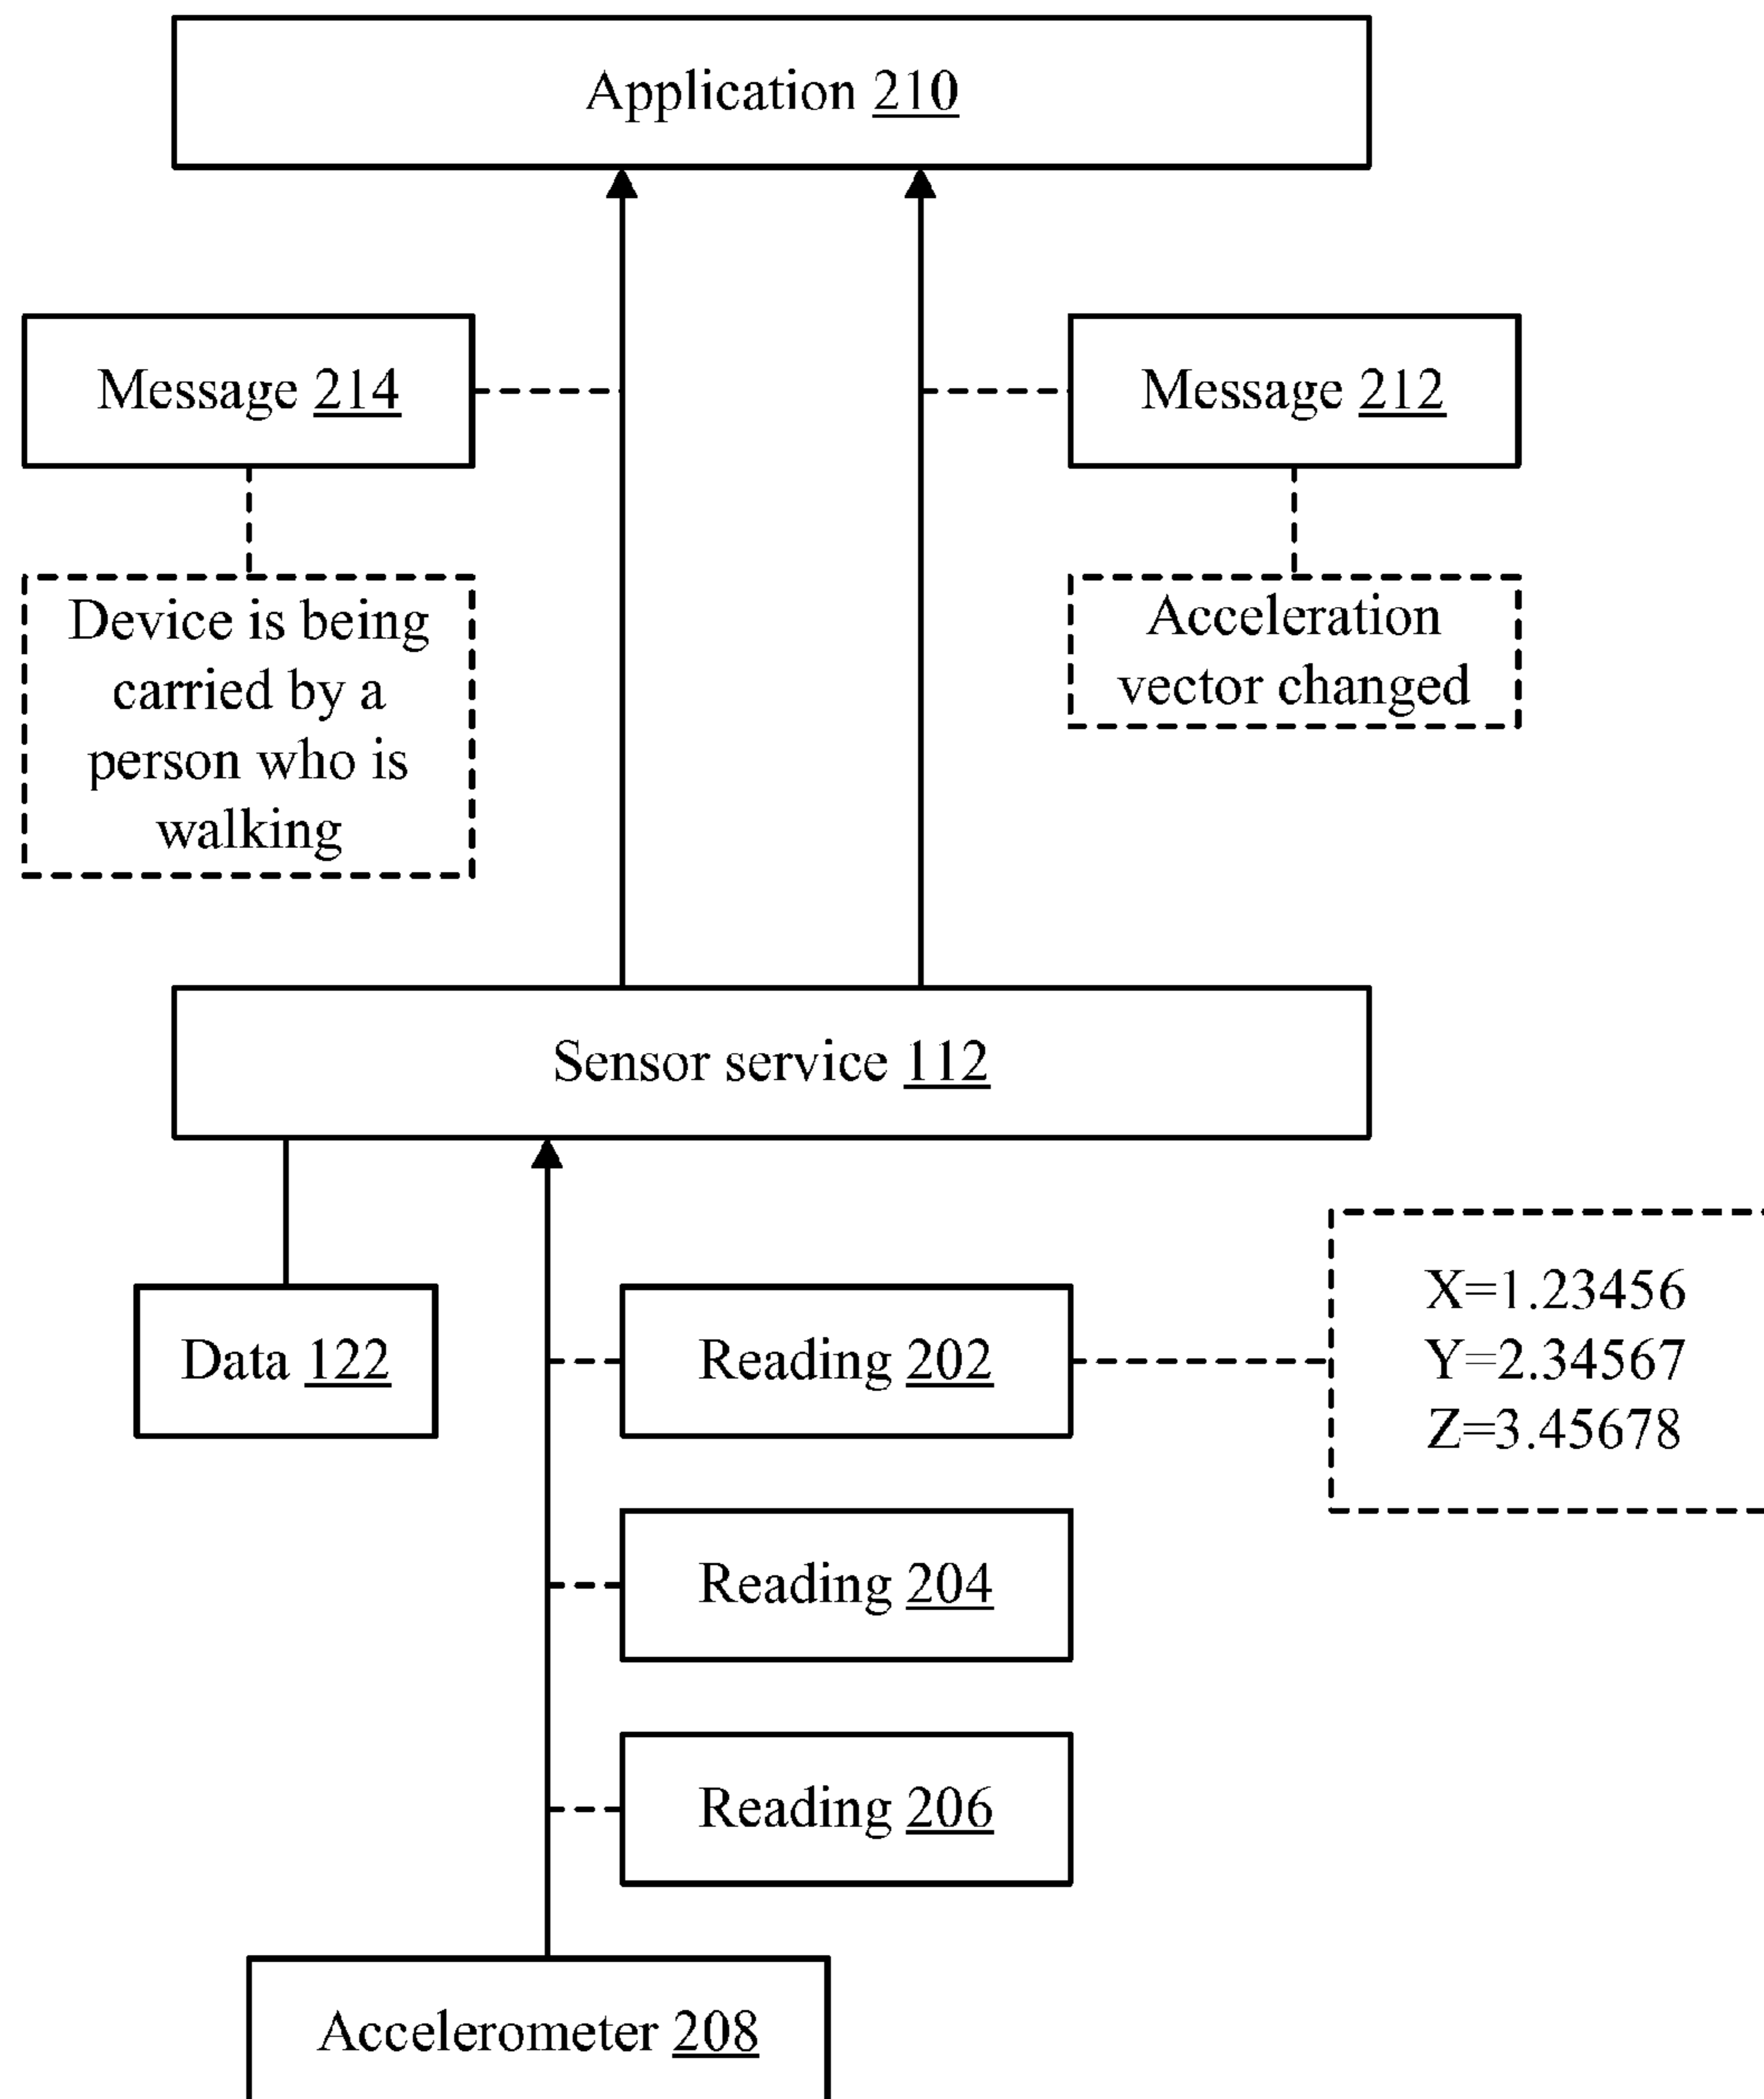 Application 210
Message 214
Message 212
Device is being
carried by a
person who is
walking
Acceleration
vector changed
Sensor service 112
Data 122
Reading 202
X=1.23456
Y=2.34567
Z=3.45678
Reading 204
Reading 206
Accelerometer 208